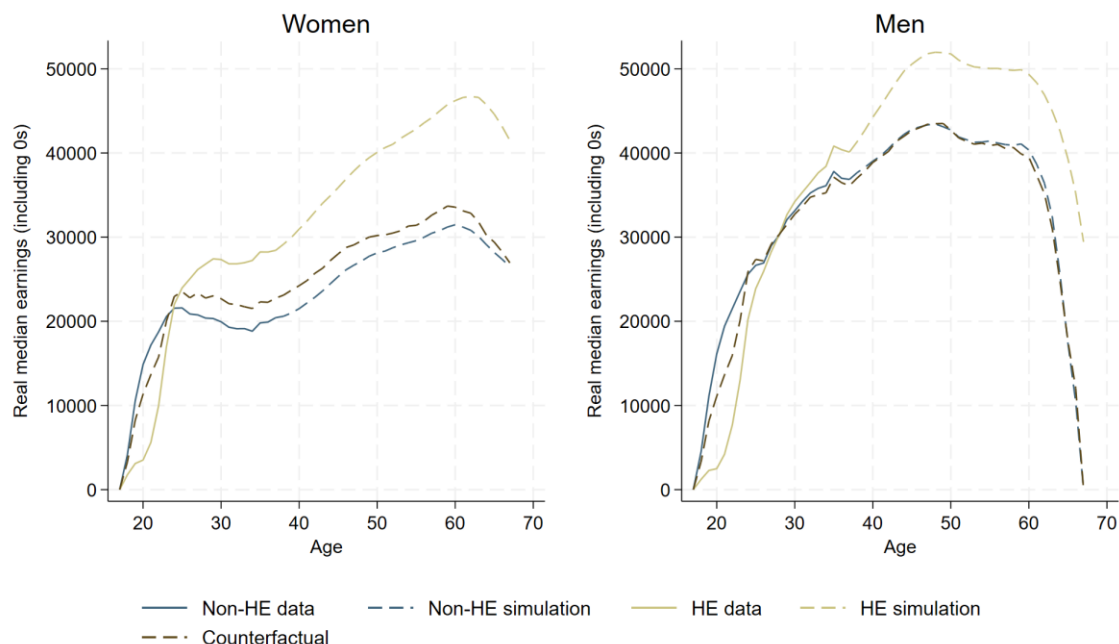 Women
Men
Real median earnings (including 0s)
50000
40000
30000
20000
10000
0
20 30 40 50 60 70
Age
Real median earnings (including 0s)
50000
40000
30000
20000
10000
0
20 30 40 50 60 70
Age
Non-HE data Non-HE simulation HE data HE simulation
Counterfactual